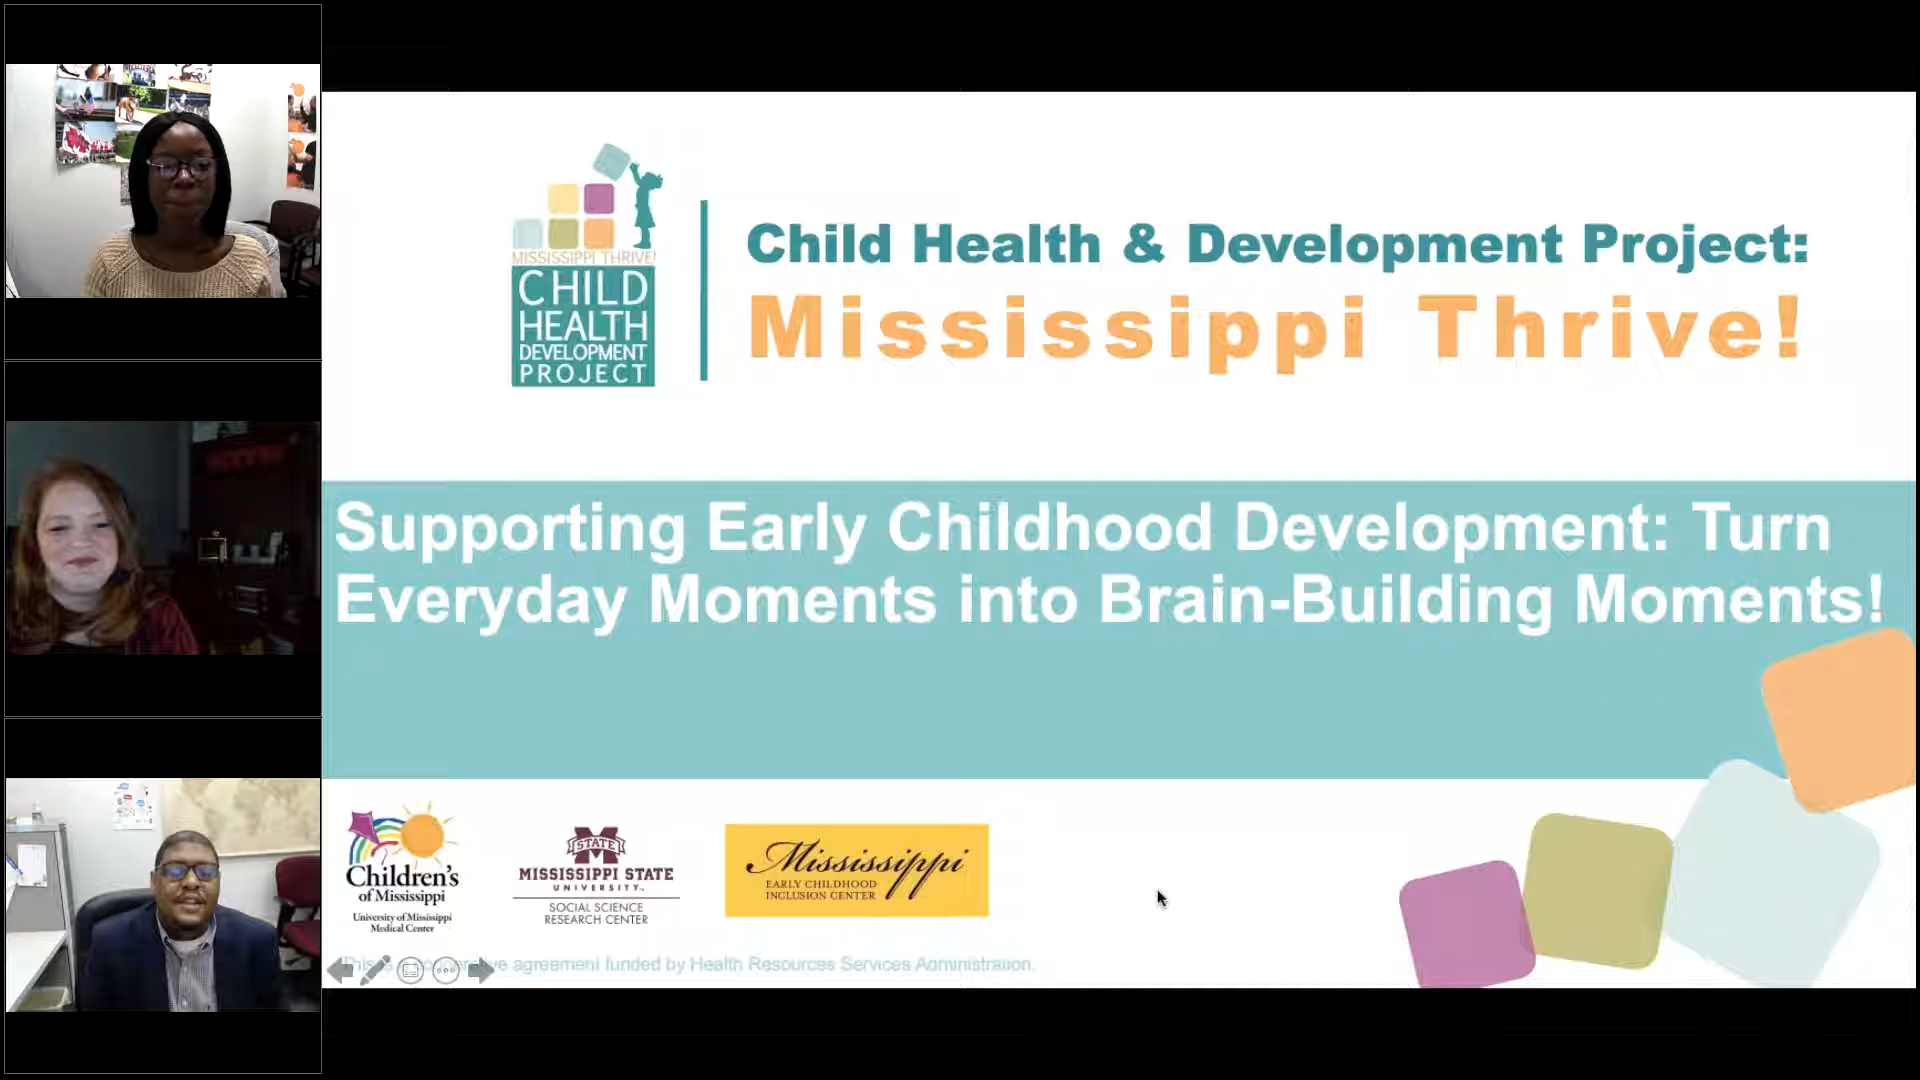 MISSISSIPPI THRIVE!
CHILD
HEALTH
DEVELOPMENT
PROJECT
Child Health & Development Project:
Mississippi Thrive!
Supporting Early Childhood Development: Turn
Everyday Moments into Brain-Building Moments!
Children's
of Mississippi
University of Mississippi
Medical Center
STATE
MISSISSIPPI STATE
UNIVERSITY™
SOCIAL SCIENCE
RESEARCH CENTER
Mississippi
EARLY CHILDHOOD
INCLUSION CENTER
This agreement funded by Health Resources Services Administration.